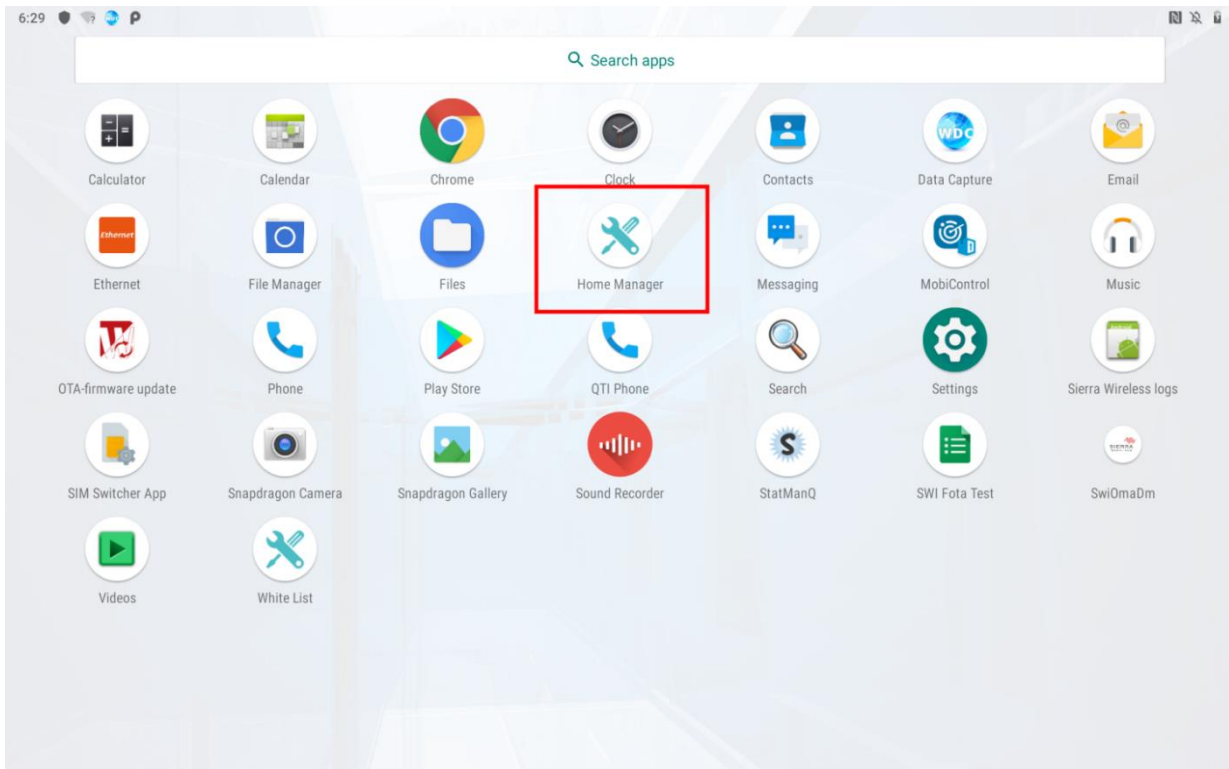 6:29
Search apps
WDC
@
Calculator Calendar Chrome Clock Contacts Data Capture Email
Ethernet
Ethernet File Manager Files Home Manager Messaging MobiControl Music
OTA-firmware update Phone Play Store QTI Phone Search Settings Sierra Wireless logs
S
SIM Switcher App Snapdragon Camera Snapdragon Gallery Sound Recorder StatManQ SWI Fota Test SwiOmaDm
Videos White List